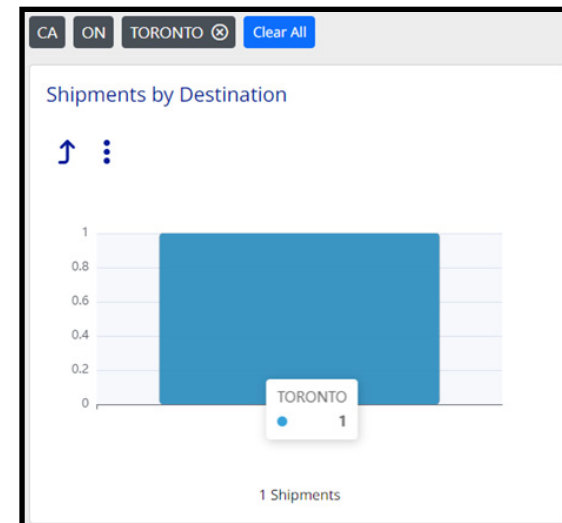 CA ON TORONTO Clear All
Shipments by Destination
1
0.8
0.6
0.4
0.2
0
TORONTO
1
1 Shipments